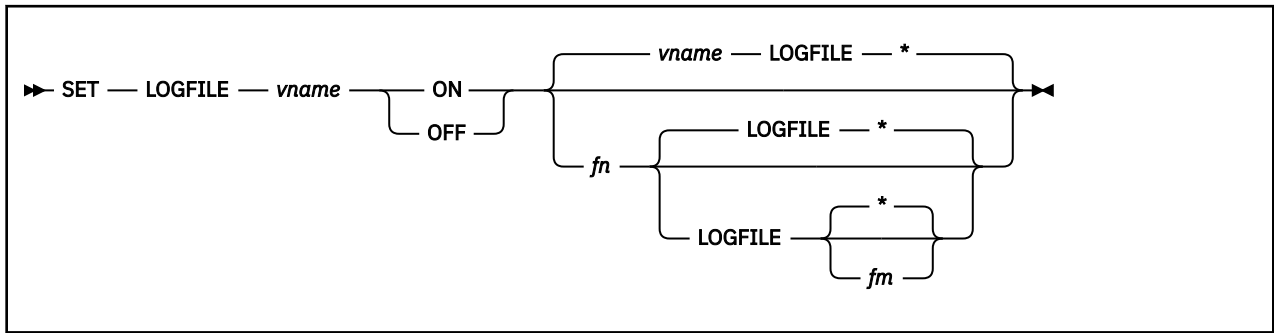 vname LOGFILE *
SET LOGFILE vname ON
OFF
LOGFILE *
fn
*
LOGFILE
fm